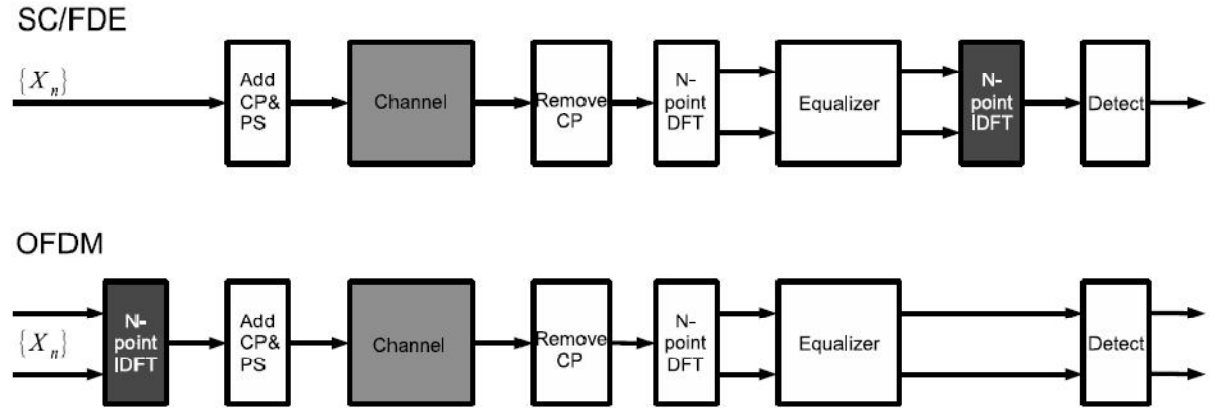 SC/FDE
{X_n}
Add
CP&
PS
Channel
Remove
CP
N-
point
DFT
Equalizer
N-
point
IDFT
Detect
OFDM
{X_n}
N-
point
IDFT
Add
CP&
PS
Channel
Remove
CP
N-
point
DFT
Equalizer
Detect